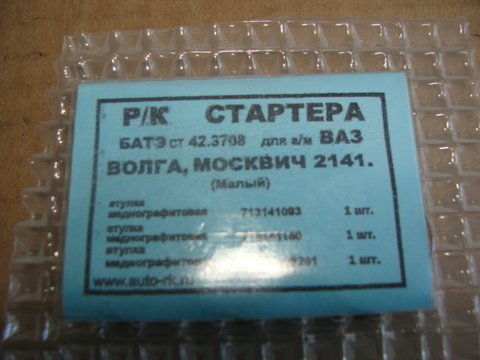 Р/К СТАРТЕРА
БАТЭ СТ 42.3708 для а/м ВАЗ
ВОЛГА, МОСКВИЧ 2141.
(Малый)
втулка
меднографитовая 713141093 1 шт.
втулка
меднографитовая 1 шт.
втулка
меднографитовая 1 шт.
www.auto-rk.ru